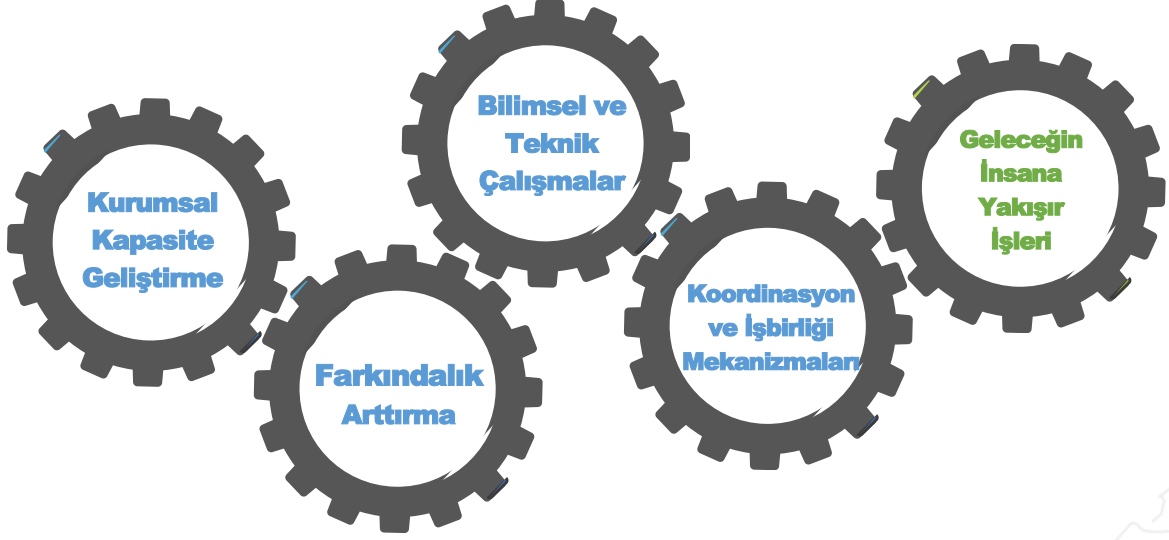 Kurumsal
Kapasite
Geliştirme
Farkındalık
Arttırma
Bilimsel ve
Teknik
Çalışmalar
Koordinasyon
ve İşbirliği
Mekanizmaları
Geleceğin
İnsana
Yakışır
İşleri